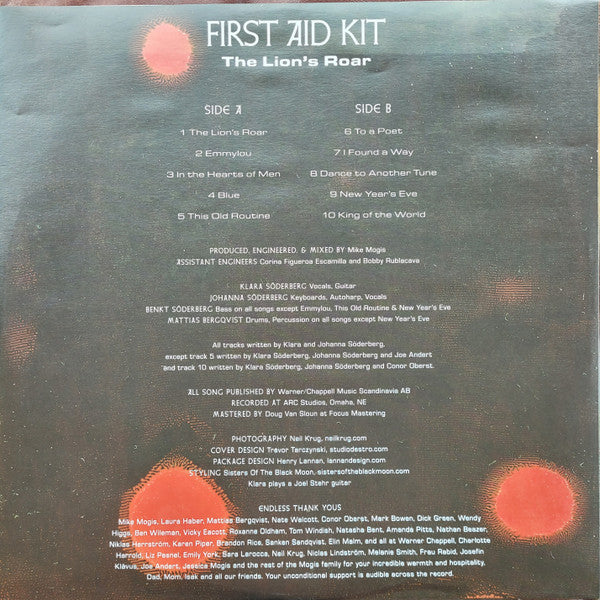 FIRST AID KIT
The Lion's Roar
SIDE A
1 The Lion's Roar
2 Emmylou
3 In the Hearts of Men
4 Blue
5 This Old Routine
SIDE B
6 To a Poet
7 I Found a Way
8 Dance to Another Tune
9 New Year's Eve
10 King of the World
PRODUCED, ENGINEERED, & MIXED BY Mike Mogis
ASSISTANT ENGINEERS Corina Figueroa Escamilla and Bobby Rublacava
KLARA SÖDERBERG Vocals, Guitar
JOHANNA SÖDERBERG Keyboards, Autoharp, Vocals
BENKT SÖDERBERG Bass on all songs except Emmylou, This Old Routine & New Year's Eve
MATTIAS BERGQVIST Drums, Percussion on all songs except New Year's Eve
All tracks written by Klara and Johanna Söderberg,
except track 5 written by Klara Söderberg, Johanna Söderberg and Joe Andert
and track 10 written by Klara Söderberg, Johanna Söderberg and Conor Oberst.
ALL SONG PUBLISHED BY Warner/Chappell Music Scandinavia AB
RECORDED AT ARC Studios, Omaha, NE
MASTERED BY Doug Van Sloun at Focus Mastering
PHOTOGRAPHY Neil Krug, neilkrug.com
COVER DESIGN Trevor Tarczynski, studiodestro.com
PACKAGE DESIGN Henry Lannan, lannandesign.com
STYLING Sisters Of The Black Moon, sistersoftheblackmoon.com
Klara plays a Joel Stehr guitar
ENDLESS THANK YOUS
Mike Mogis, Laura Haber, Mattias Bergqvist, Nate Walcott, Conor Oberst, Mark Bowen, Dick Green, Wendy
Higgs, Ben Wileman, Vicky Eacott, Roxanne Oldham, Tom Windish, Natasha Bent, Amanda Pitts, Nathan Beazer,
Niklas Herrström, Karen Piper, Brandon Rice, Sanken Sandqvist, Elin Malm, and all at Warner Chappell, Charlotte
Harrold, Liz Pesnel, Emily York, Sara Larocca, Neil Krug, Niclas Lindström, Melanie Smith, Frau Rabid, Josefin
Klåvus, Joe Andert, Jessica Mogis and the rest of the Mogis family for your incredible warmth and hospitality,
Dad, Mom, Isak and all our friends. Your unconditional support is audible across the record.